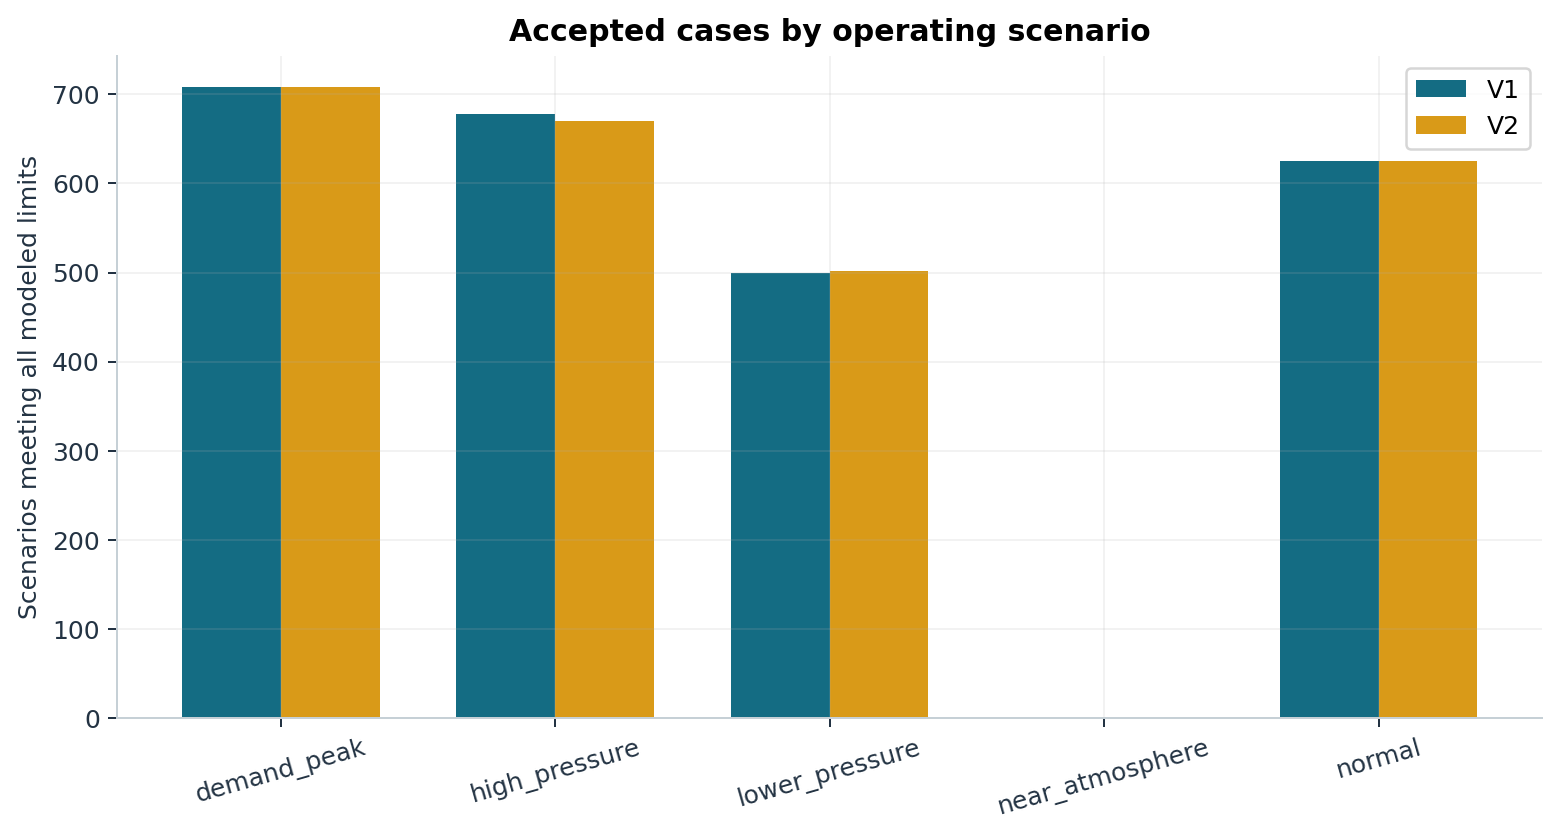 Accepted cases by operating scenario
Scenarios meeting all modeled limits
700
600
500
400
300
200
100
0
V1
V2
demand_peak
high_pressure
lower_pressure
near_atmosphere
normal